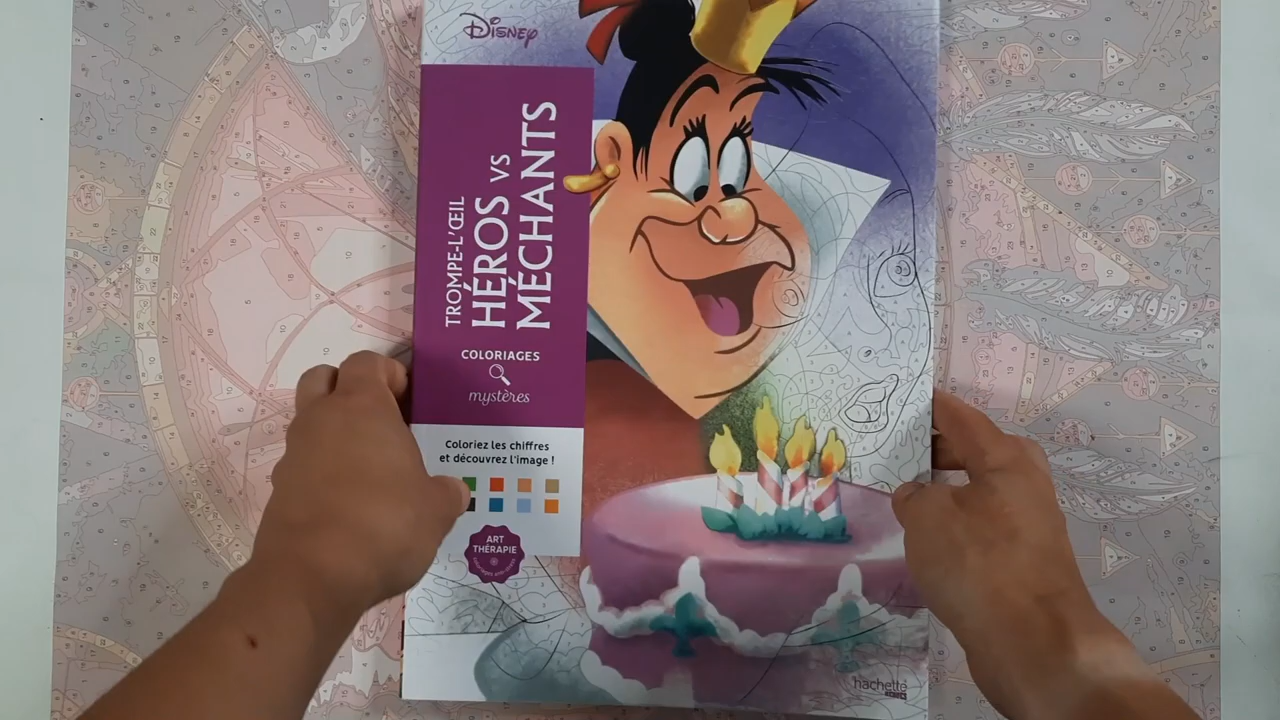 Disney
TROMPE-L'ŒIL
HÉROS VS
MÉCHANTS
COLORIAGES
mystères
Coloriez les chiffres
et découvrez l'image !
ART
THÉRAPIE
hachette